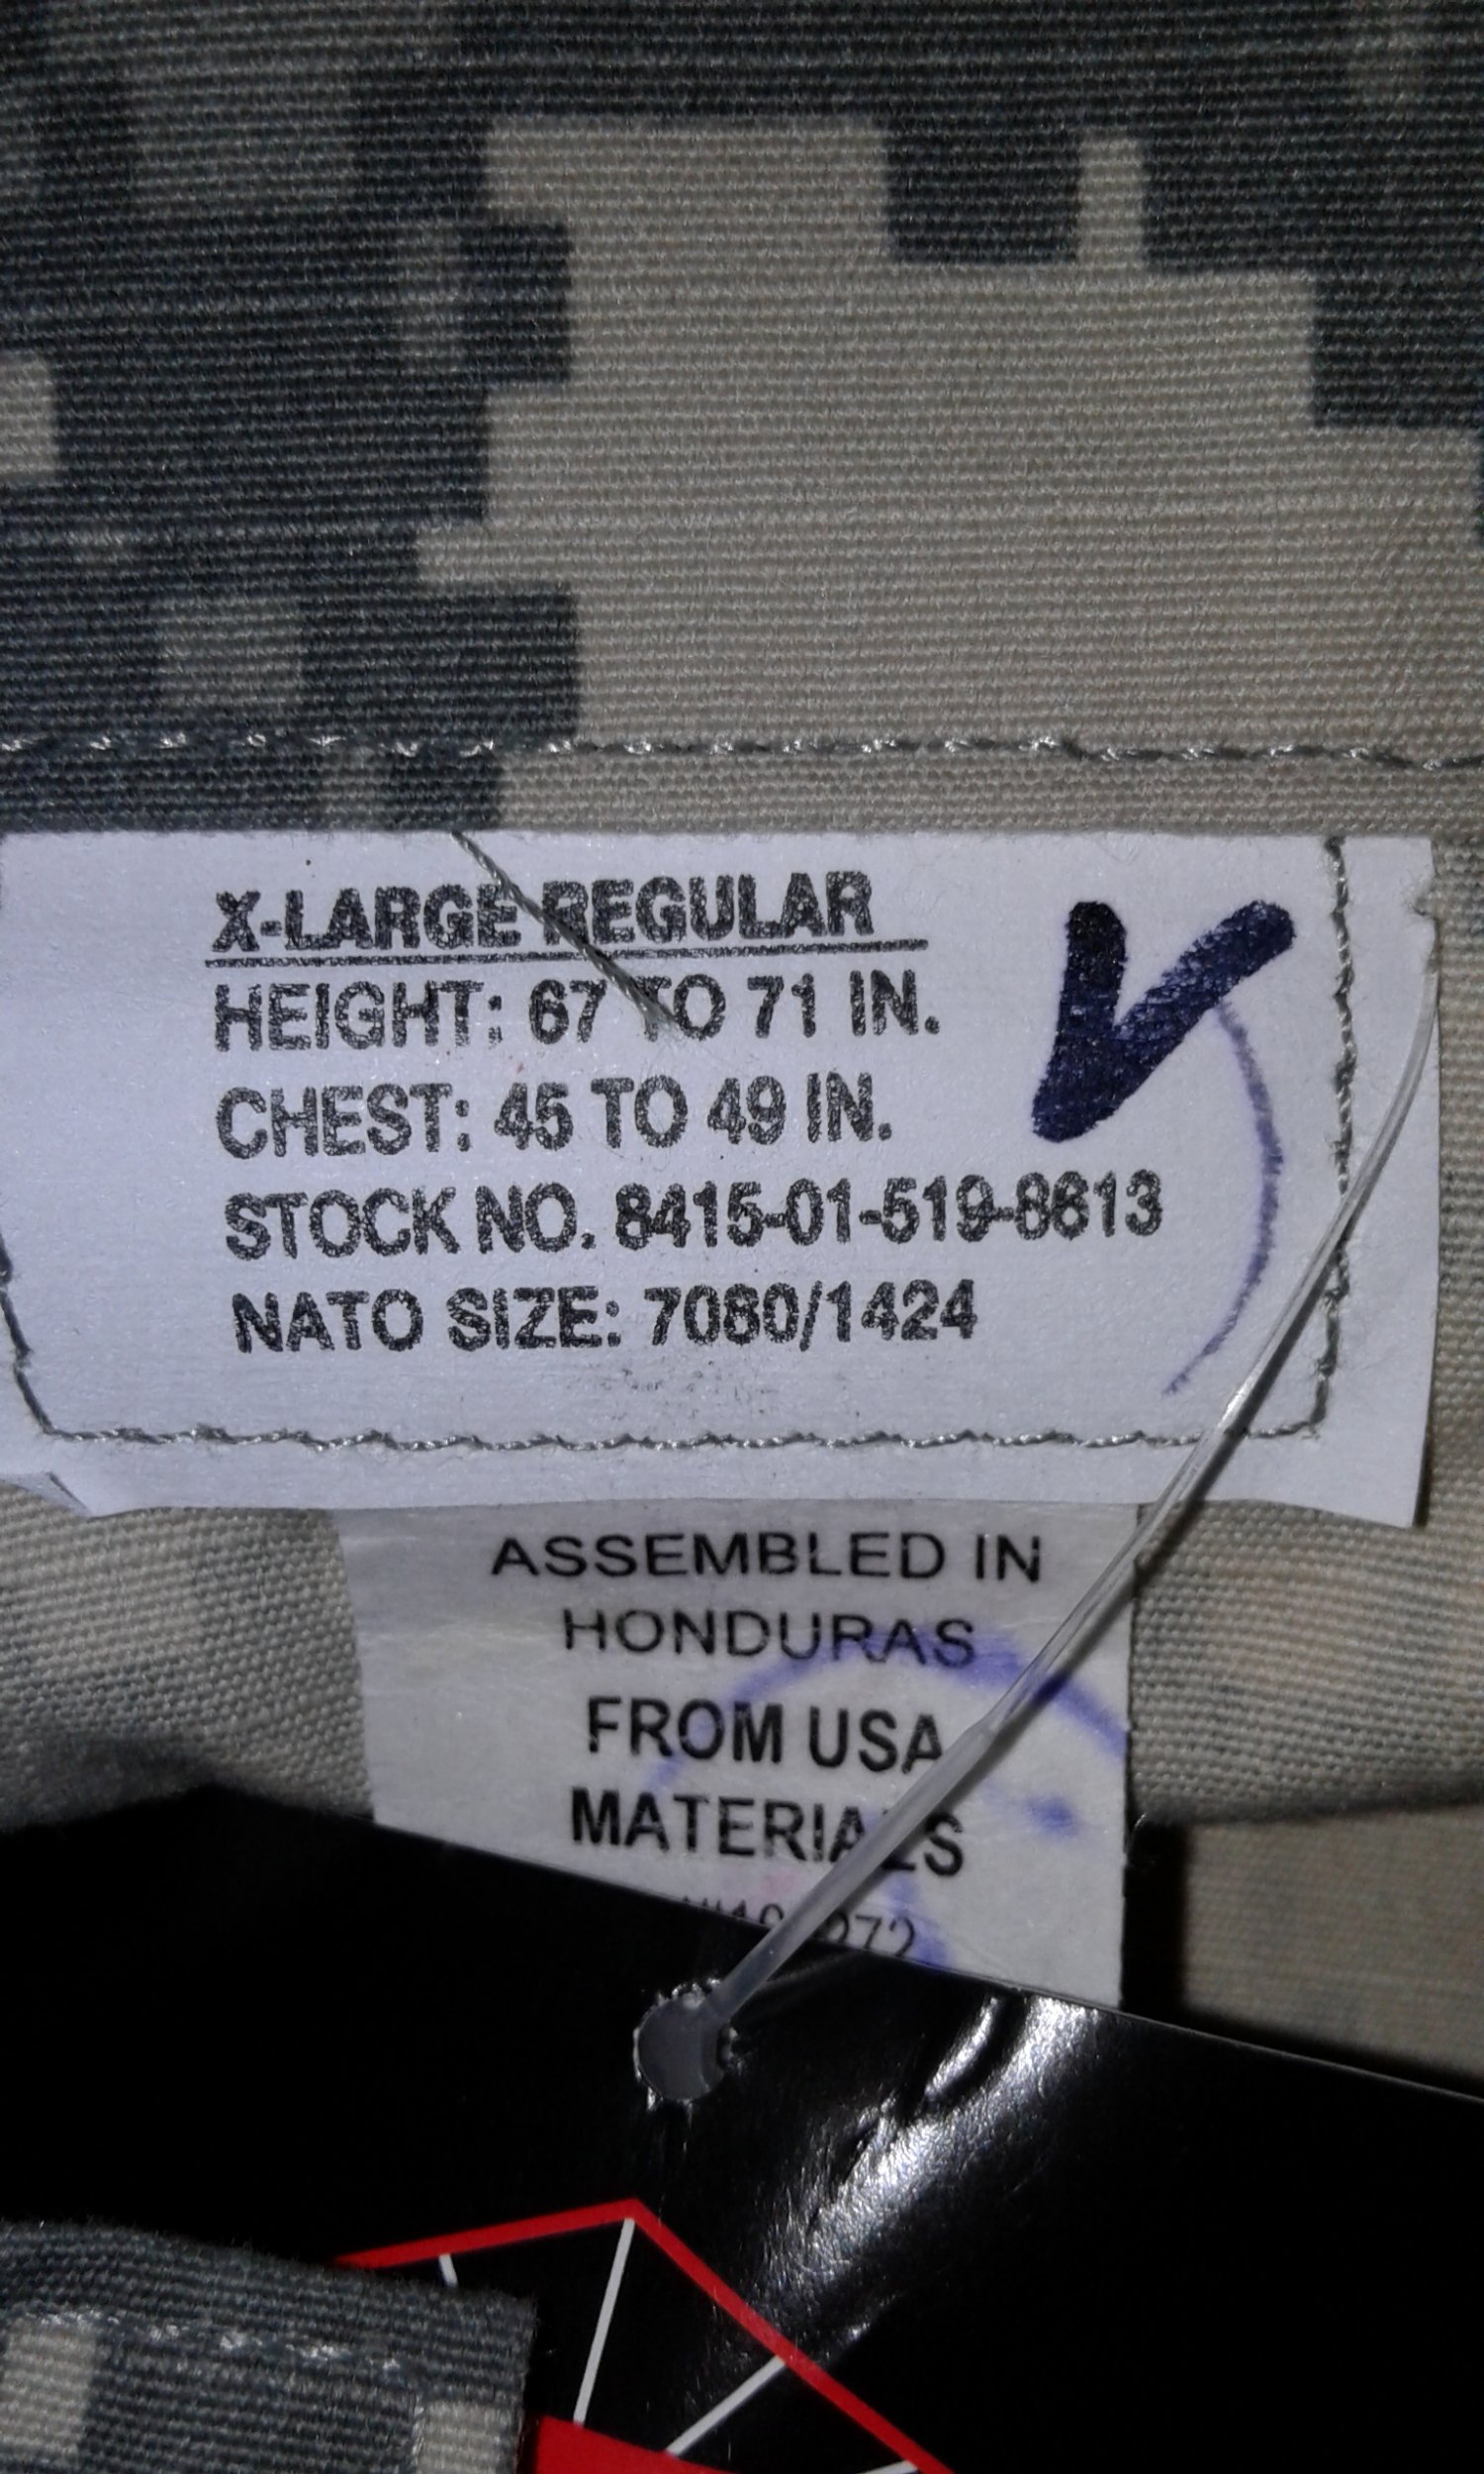 X-LARGE REGULAR
HEIGHT: 67 TO 71 IN.
CHEST: 45 TO 49 IN.
STOCK NO. 8415-01-519-8613
NATO SIZE: 7080/1424
ASSEMBLED IN
HONDURAS
FROM USA
MATERIALS